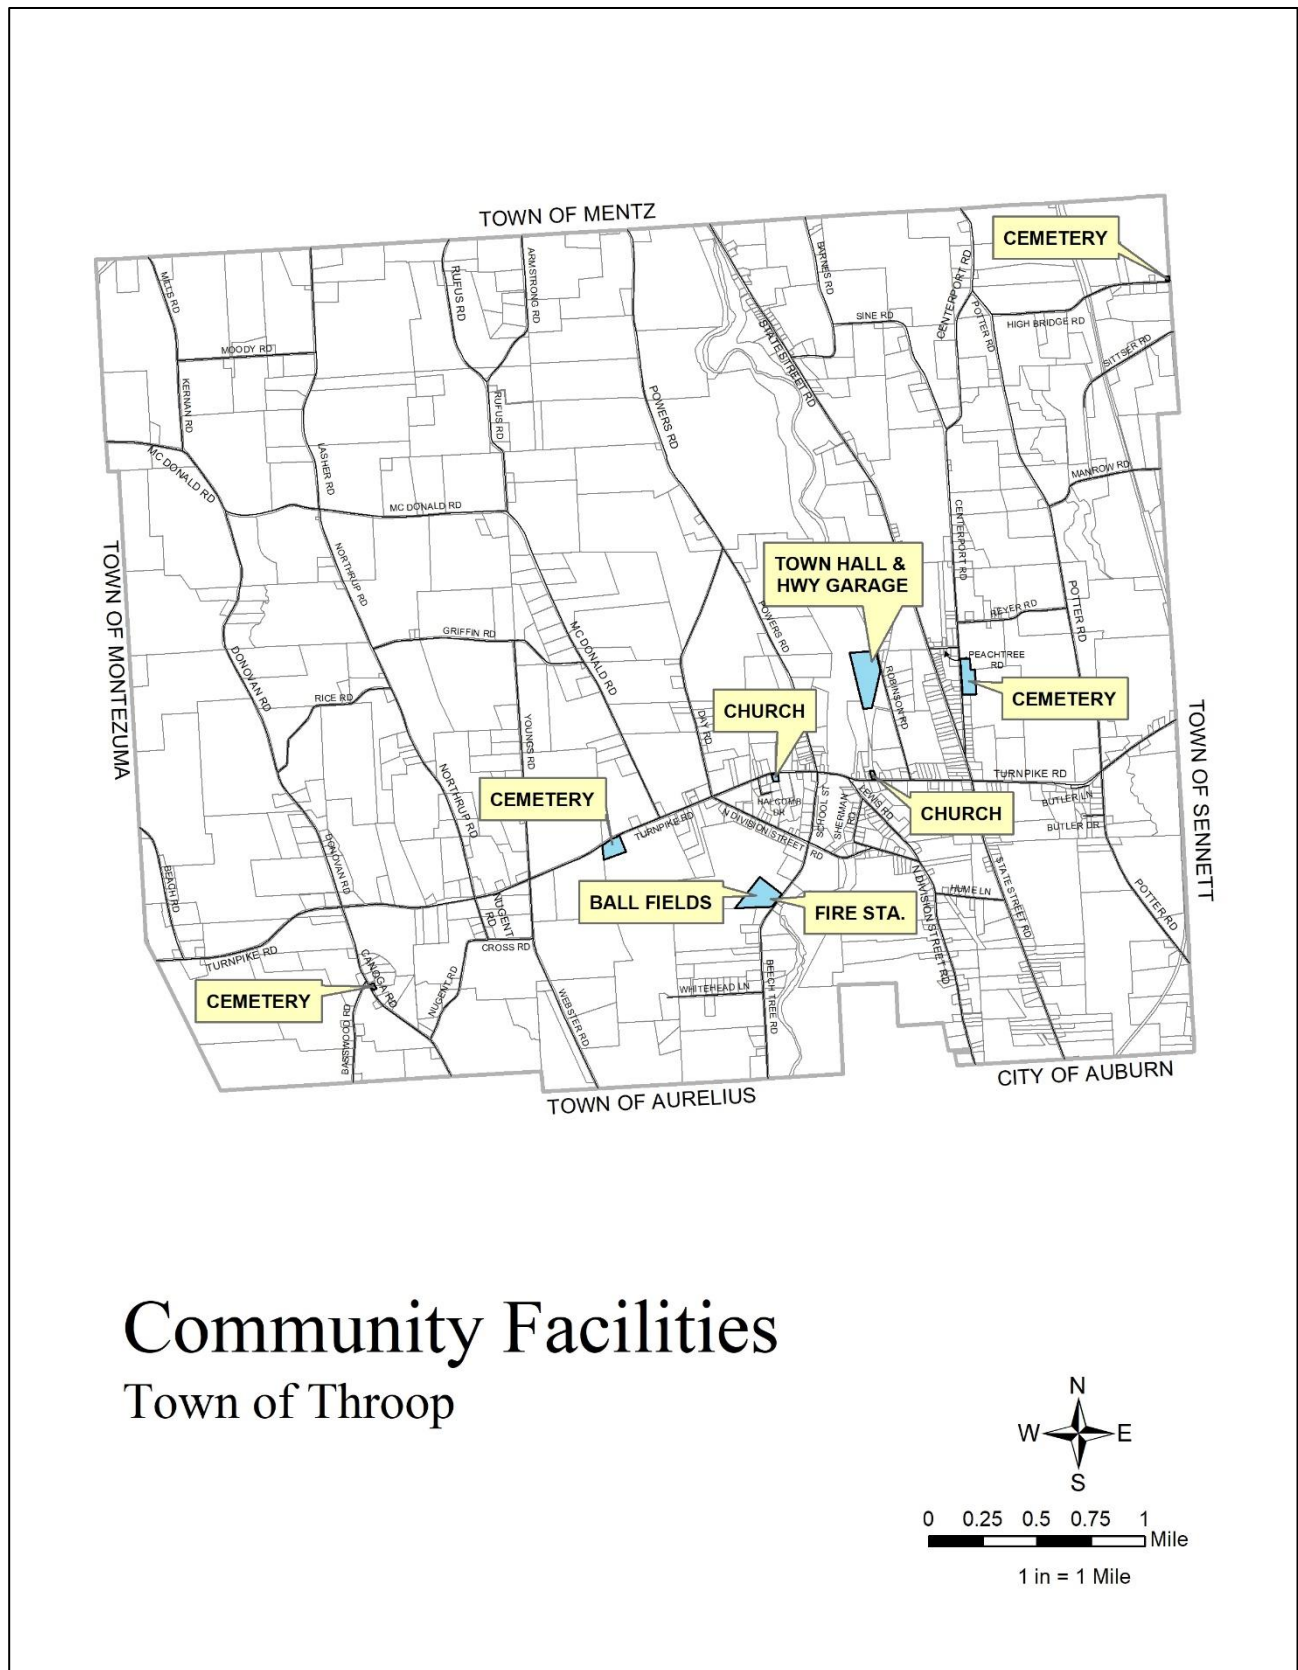 TOWN OF MENTZ
CEMETERY
MILLS RD
RUFUS RD
ARMSTRONG RD
BARNES RD
CENTERPORT RD
STATE STREET RD
SINE RD
POTTER RD
HIGH BRIDGE RD
SITTSER RD
MOODY RD
KERNAN RD
RUFUS RD
POWERS RD
MC DONALD RD
LASHER RD
MANROW RD
MC DONALD RD
CENTERPORT RD
TOWN OF MONTEZUMA
NORTHRUP RD
TOWN HALL &
HWY GARAGE
POWERS RD
BEYER RD
POTTER RD
GRIFFIN RD
MC DONALD RD
DONOVAN RD
PEACHTREE
RD
ROBINSON RD
CEMETERY
RICE RD
CHURCH
DAY RD
YOUNGS RD
TOWN OF SENNETT
NORTHRUP RD
CEMETERY
TURNPIKE RD
HALCOMB
DR
SCHOOL ST
SHERMAN
RD
LEWIS RD
CHURCH
BUTLER LN
BUTLER DR
TURNPIKE RD
N DIVISION STREET RD
DONOVAN RD
BEACH RD
BALL FIELDS
FIRE STA.
N DIVISION STREET RD
HUME LN
STATE STREET RD
POTTER RD
NUGENT
RD
CROSS RD
TURNPIKE RD
CANOGA RD
CEMETERY
NUGENT RD
WEBSTER RD
WHITEHEAD LN
BEECH TREE RD
BASSWOOD RD
TOWN OF AURELIUS
CITY OF AUBURN
Community Facilities
Town of Throop
N
W E
S
0 0.25 0.5 0.75 1
Mile
1 in = 1 Mile